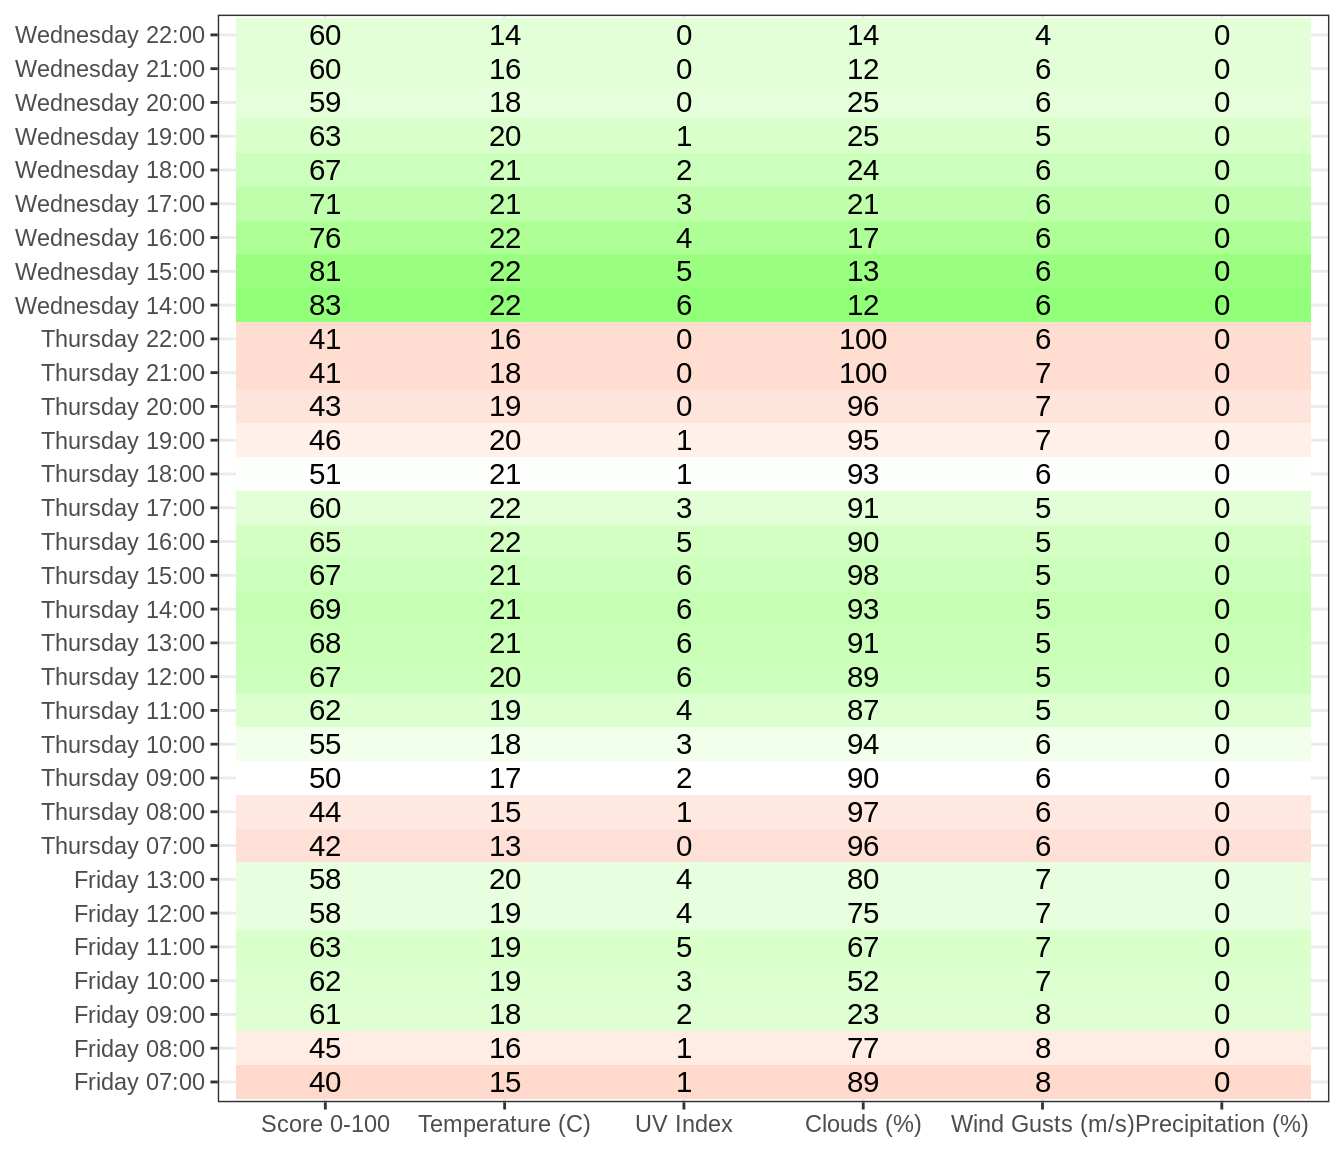 Wednesday 22:00 60 14 0 14 4 0
Wednesday 21:00 60 16 0 12 6 0
Wednesday 20:00 59 18 0 25 6 0
Wednesday 19:00 63 20 1 25 5 0
Wednesday 18:00 67 21 2 24 6 0
Wednesday 17:00 71 21 3 21 6 0
Wednesday 16:00 76 22 4 17 6 0
Wednesday 15:00 81 22 5 13 6 0
Wednesday 14:00 83 22 6 12 6 0
Thursday 22:00 41 16 0 100 6 0
Thursday 21:00 41 18 0 100 7 0
Thursday 20:00 43 19 0 96 7 0
Thursday 19:00 46 20 1 95 7 0
Thursday 18:00 51 21 1 93 6 0
Thursday 17:00 60 22 3 91 5 0
Thursday 16:00 65 22 5 90 5 0
Thursday 15:00 67 21 6 98 5 0
Thursday 14:00 69 21 6 93 5 0
Thursday 13:00 68 21 6 91 5 0
Thursday 12:00 67 20 6 89 5 0
Thursday 11:00 62 19 4 87 5 0
Thursday 10:00 55 18 3 94 6 0
Thursday 09:00 50 17 2 90 6 0
Thursday 08:00 44 15 1 97 6 0
Thursday 07:00 42 13 0 96 6 0
Friday 13:00 58 20 4 80 7 0
Friday 12:00 58 19 4 75 7 0
Friday 11:00 63 19 5 67 7 0
Friday 10:00 62 19 3 52 7 0
Friday 09:00 61 18 2 23 8 0
Friday 08:00 45 16 1 77 8 0
Friday 07:00 40 15 1 89 8 0
Score 0-100 Temperature (C) UV Index Clouds (%) Wind Gusts (m/s) Precipitation (%)